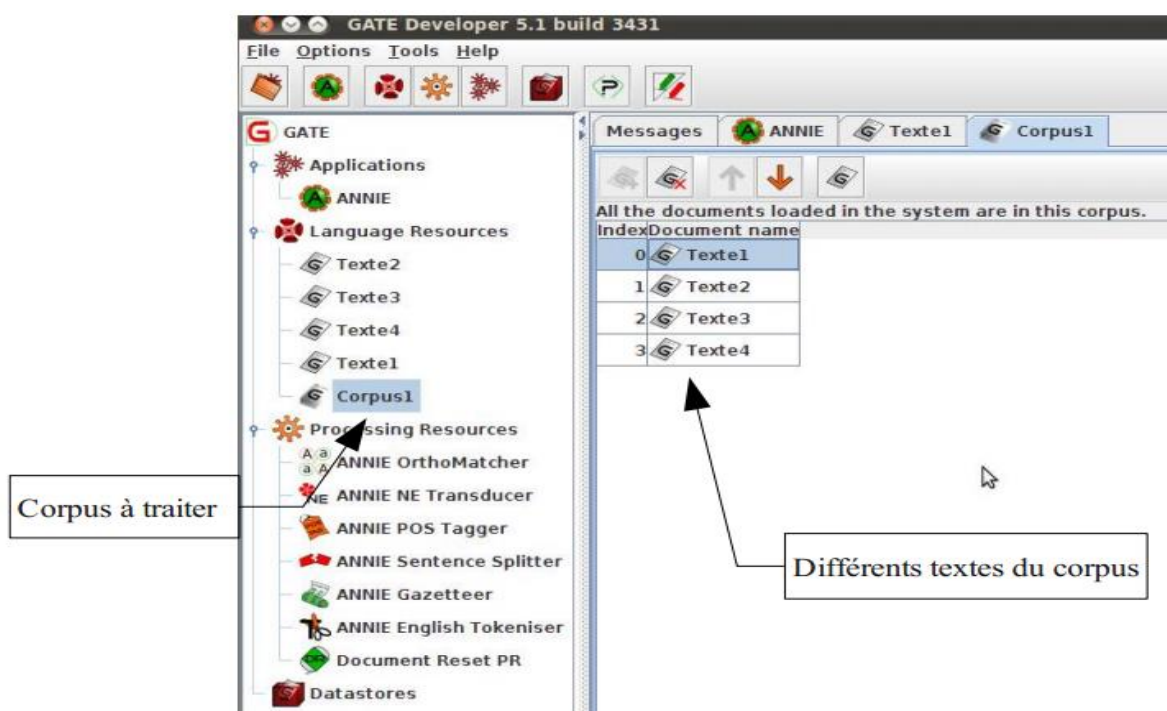 GATE Developer 5.1 build 3431
File Options Tools Help
GATE
Applications
ANNIE
Language Resources
Texte2
Texte3
Texte4
Texte1
Corpus1
Processing Resources
ANNIE OrthoMatcher
ANNIE NE Transducer
ANNIE POS Tagger
ANNIE Sentence Splitter
ANNIE Gazetteer
ANNIE English Tokeniser
Document Reset PR
Datastores
Messages ANNIE Texte1 Corpus1
All the documents loaded in the system are in this corpus.
Index Document name
0 Texte1
1 Texte2
2 Texte3
3 Texte4
Corpus à traiter
Différents textes du corpus